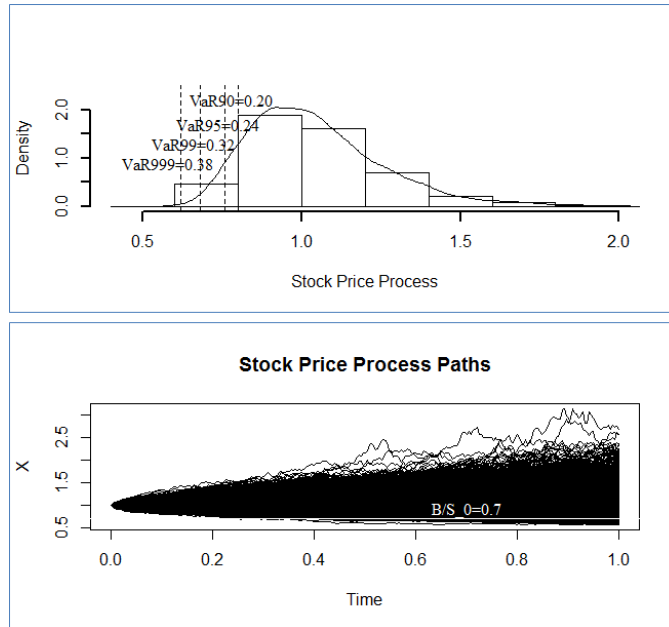 VaR90=0.20
VaR95=0.24
VaR99=0.32
VaR999=0.38
Density
0.0 1.0 2.0
0.5 1.0 1.5 2.0
Stock Price Process
Stock Price Process Paths
X
0.5 1.5 2.5
B/S_0=0.7
0.0 0.2 0.4 0.6 0.8 1.0
Time